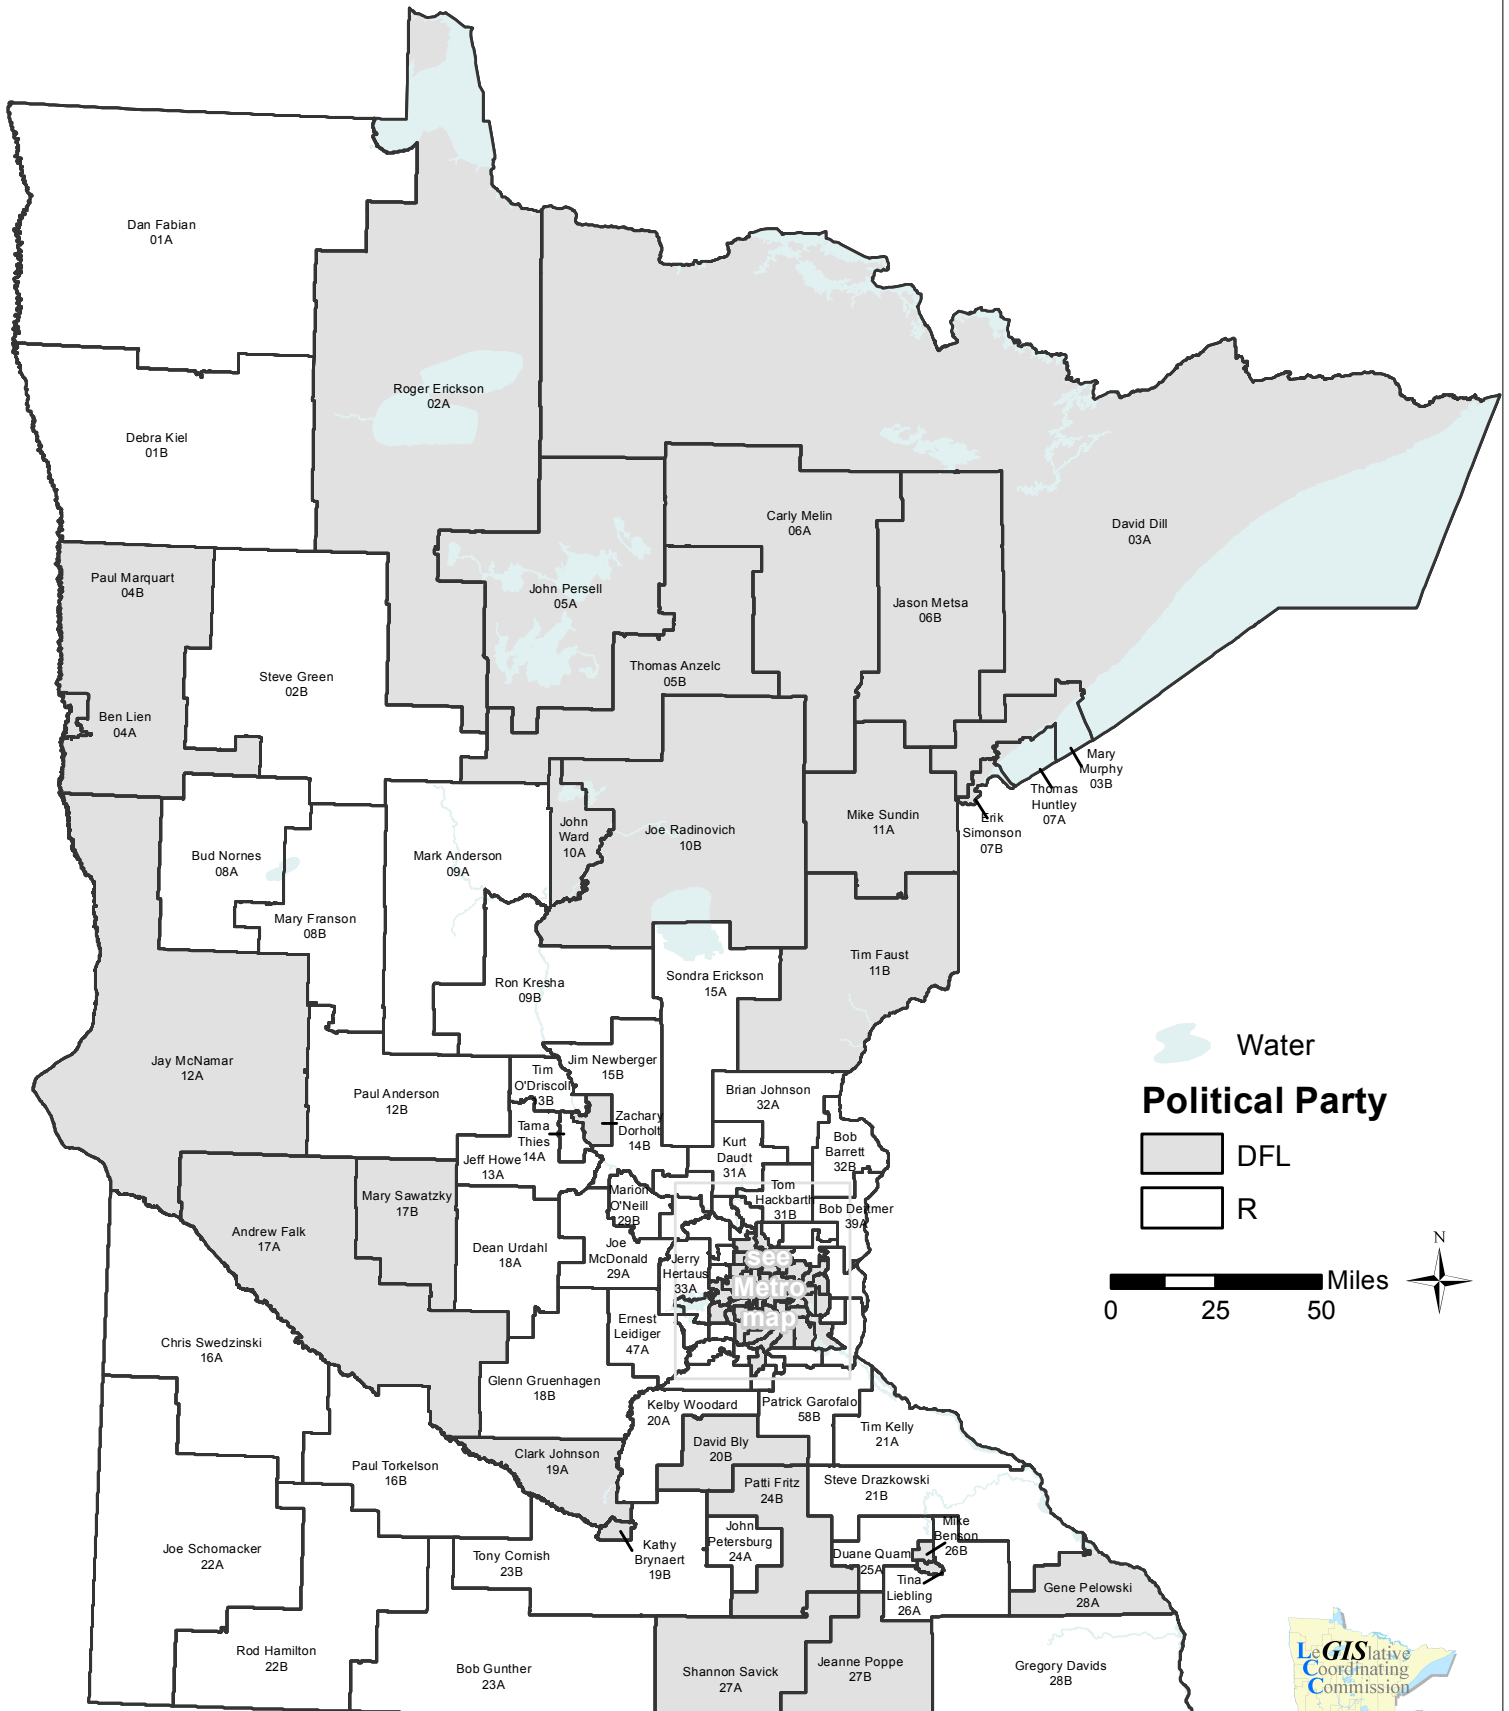 Dan Fabian
01A
Roger Erickson
02A
Debra Kiel
01B
Carly Melin
06A
David Dill
03A
Paul Marquart
04B
John Persell
05A
Jason Metsa
06B
Steve Green
02B
Thomas Anzelc
05B
Ben Lien
04A
Mary
Murphy
03B
Thomas
Huntley
07A
Erik
Simonson
07B
Mike Sundin
11A
John
Ward
10A
Joe Radinovich
10B
Bud Nornes
08A
Mark Anderson
09A
Mary Franson
08B
Tim Faust
11B
Sondra Erickson
15A
Ron Kresha
09B
Jay McNamar
12A
Jim Newberger
15B
Tim
O'Driscoll
13B
Paul Anderson
12B
Brian Johnson
32A
Zachary
Dorholt
14B
Tama
Thies
14A
Jeff Howe
13A
Kurt
Daudt
31A
Bob
Barrett
32B
Mary Sawatzky
17B
Marion
O'Neill
29B
Tom
Hackbarth
31B
Bob Dettmer
39A
Andrew Falk
17A
Dean Urdahl
18A
Joe
McDonald
29A
Jerry
Hertaus
33A
see
Metro
map
Chris Swedzinski
16A
Ernest
Leidiger
47A
Glenn Gruenhagen
18B
Kelby Woodard
20A
Patrick Garofalo
58B
Tim Kelly
21A
David Bly
20B
Clark Johnson
19A
Paul Torkelson
16B
Patti Fritz
24B
Steve Drazkowski
21B
Mike
Benson
26B
Joe Schomacker
22A
Tony Cornish
23B
Kathy
Brynaert
19B
John
Petersburg
24A
Duane Quam
25A
Tina
Liebling
26A
Gene Pelowski
28A
Rod Hamilton
22B
Bob Gunther
23A
Shannon Savick
27A
Jeanne Poppe
27B
Gregory Davids
28B
Water
Political Party
DFL
R
N
Miles
0 25 50
LeGISlative
Coordinating
Commission